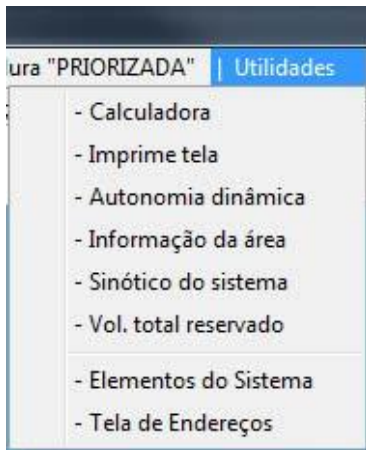 "PRIORIZADA" | Utilidades
- Calculadora
- Imprime tela
- Autonomia dinâmica
- Informação da área
- Sinótico do sistema
- Vol. total reservado
- Elementos do Sistema
- Tela de Endereços